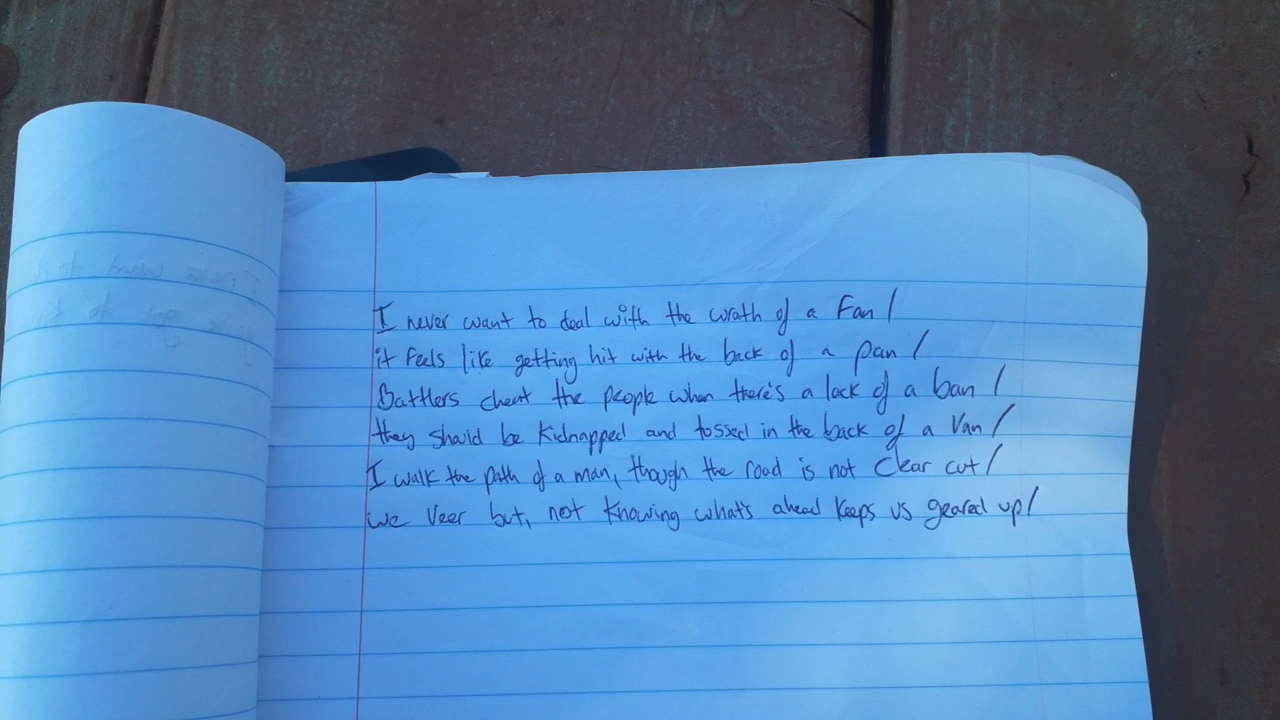 I never want to deal with the wrath of a Fan /
it feels like getting hit with the back of a pan /
Battlers cheat the people when there's a lack of a ban /
they should be kidnapped and tossed in the back of a Van /
I walk the path of a man, though the road is not clear cut /
we veer but, not knowing what's ahead keeps us geared up /